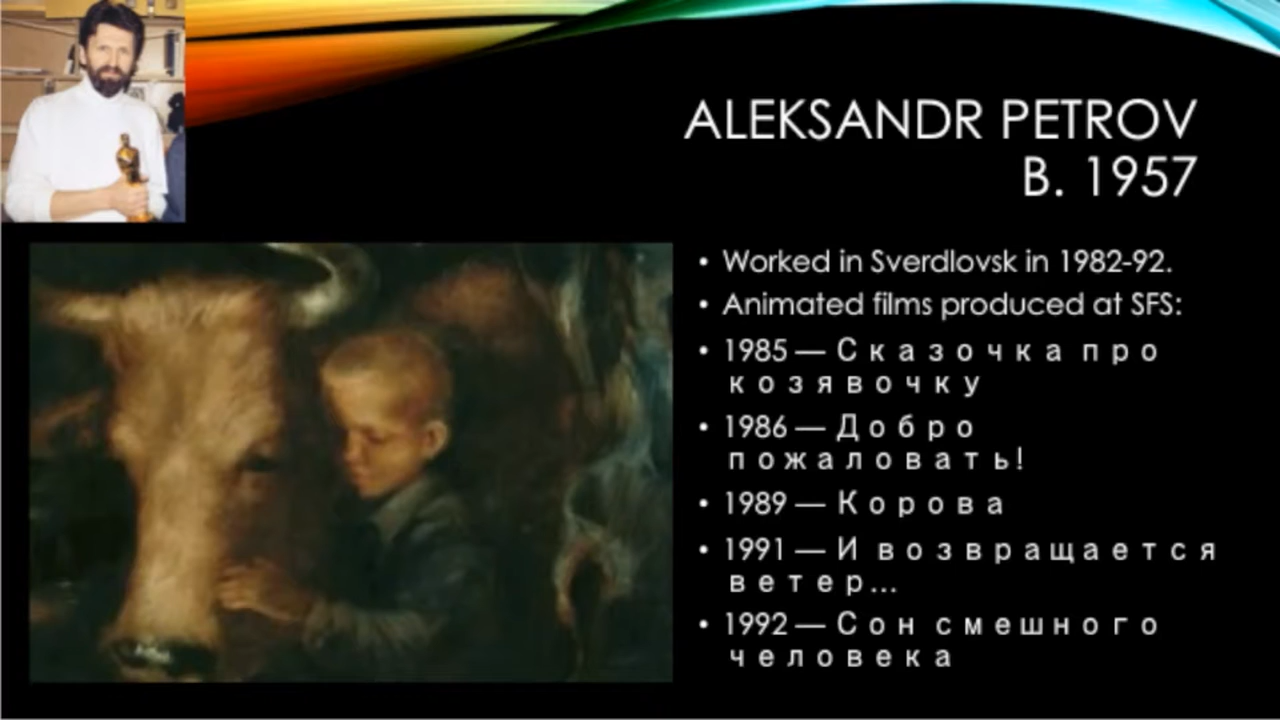 ALEKSANDR PETROV
B. 1957
• Worked in Sverdlovsk in 1982-92.
• Animated films produced at SFS:
• 1985 — Сказочка про
козявочку
• 1986 — Добро
пожаловать!
• 1989 — Корова
• 1991 — И возвращается
ветер...
• 1992 — Сон смешного
человека